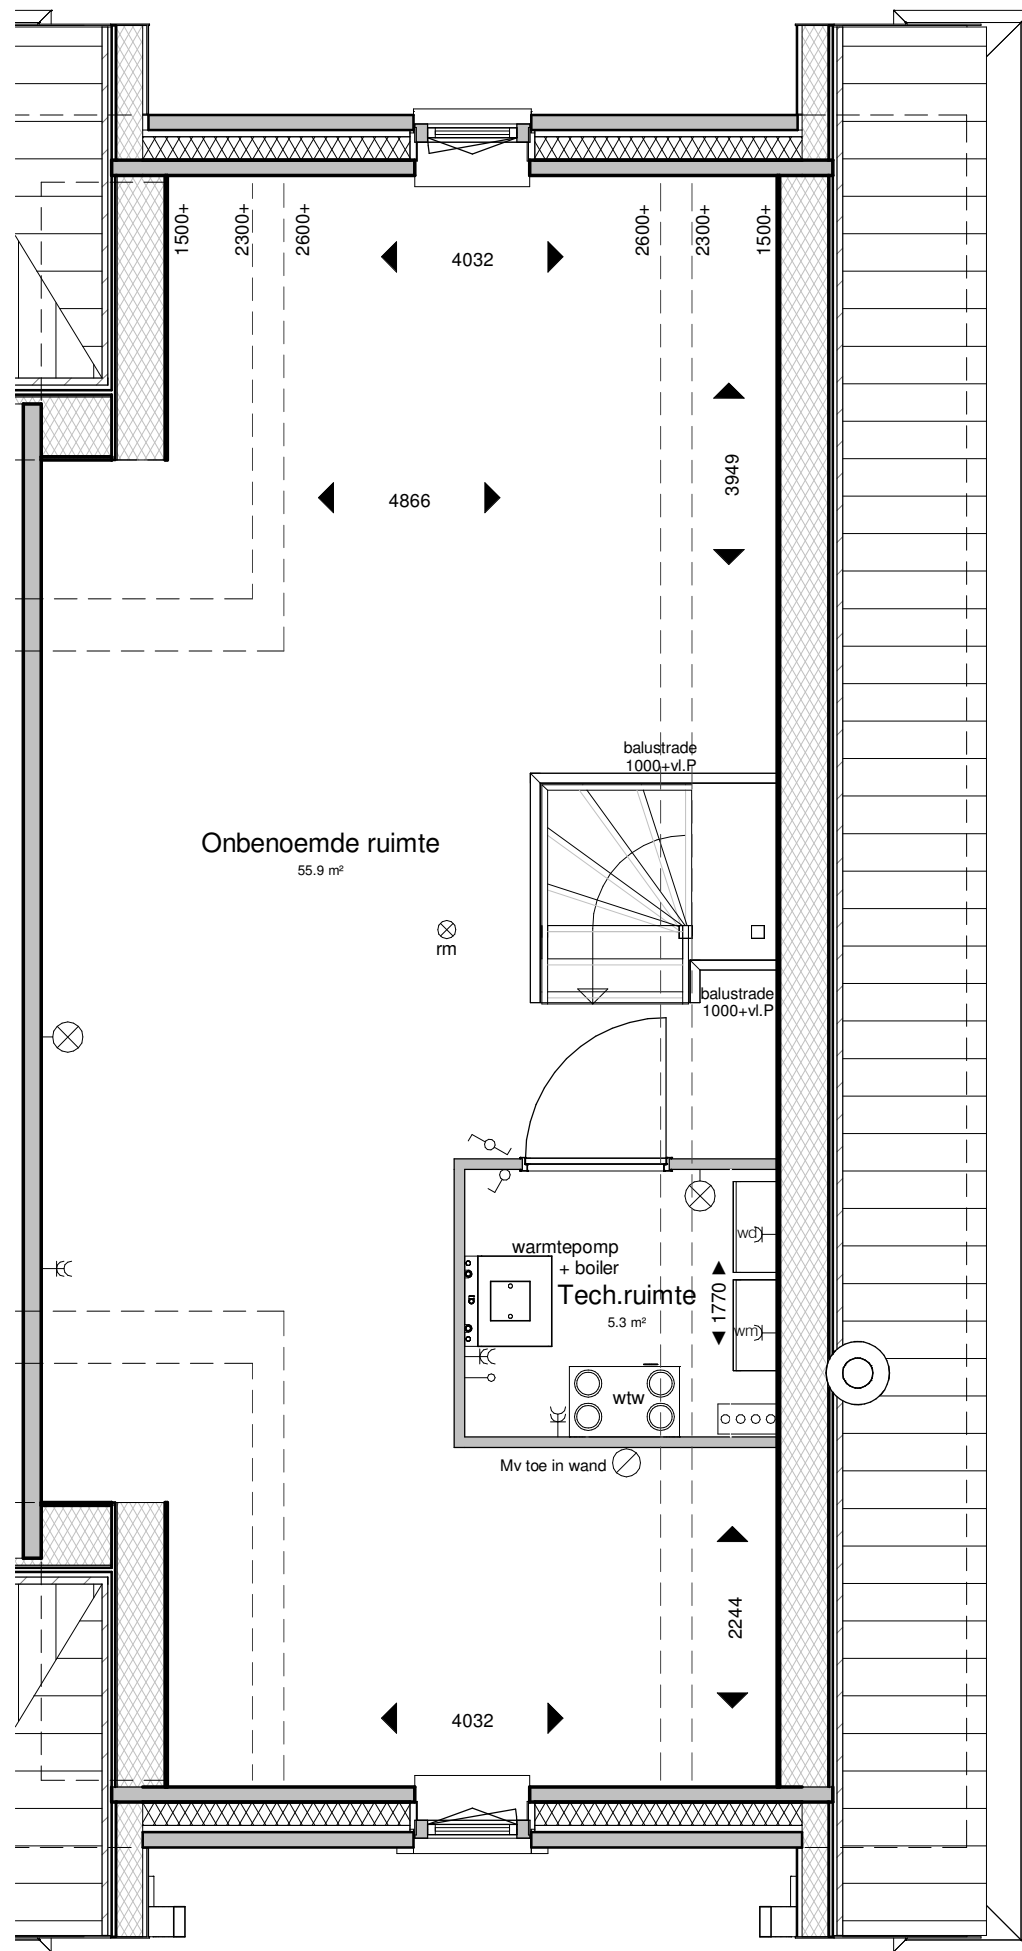 1500+
2300+
2600+
2600+
2300+
1500+
4032
3949
4866
balustrade
1000+vl.P
Onbenoemde ruimte
55.9 m²
rm
balustrade
1000+vl.P
wd
warmtepomp
+ boiler
Tech.ruimte
5.3 m²
1770
wm
wtw
Mv toe in wand
2244
4032